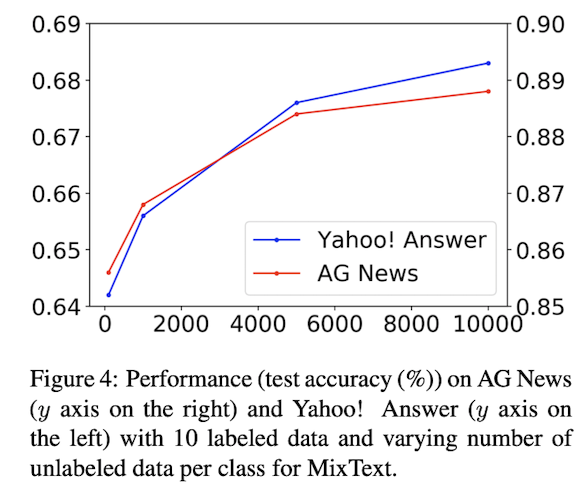 0.69
0.68
0.67
0.66
0.65
0.64
0.90
0.89
0.88
0.87
0.86
0.85
Yahoo! Answer
AG News
0 2000 4000 6000 8000 10000
Figure 4: Performance (test accuracy (%)) on AG News
(y axis on the right) and Yahoo! Answer (y axis on
the left) with 10 labeled data and varying number of
unlabeled data per class for MixText.